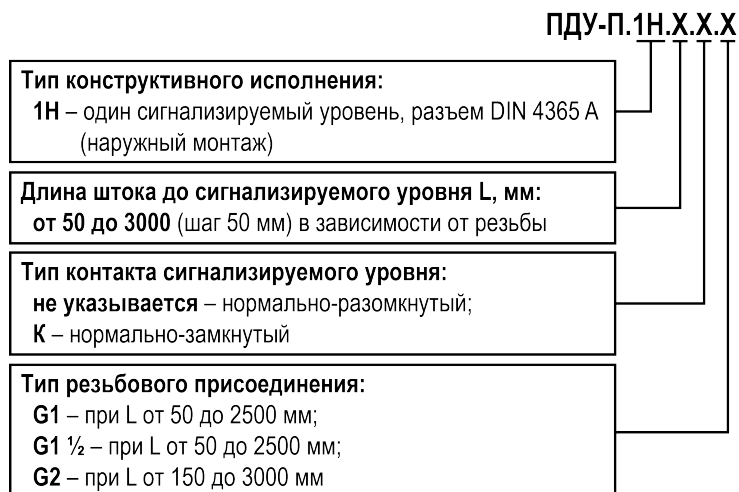 ПДУ-П.1Н.Х.Х.Х
Тип конструктивного исполнения:
1Н – один сигнализируемый уровень, разъем DIN 4365 A
(наружный монтаж)
Длина штока до сигнализируемого уровня L, мм:
от 50 до 3000 (шаг 50 мм) в зависимости от резьбы
Тип контакта сигнализируемого уровня:
не указывается – нормально-разомкнутый;
К – нормально-замкнутый
Тип резьбового присоединения:
G1 – при L от 50 до 2500 мм;
G1 ½ – при L от 50 до 2500 мм;
G2 – при L от 150 до 3000 мм